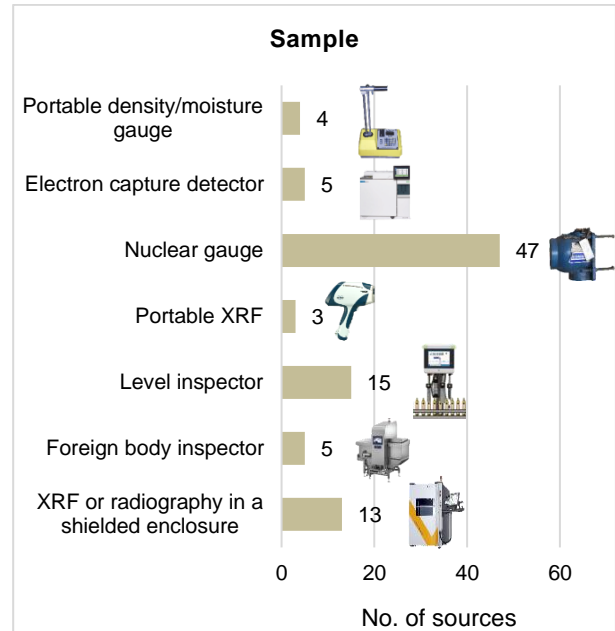 Sample
Portable density/moisture
gauge
4
Electron capture detector
5
Nuclear gauge
47
Portable XRF
3
Level inspector
15
Foreign body inspector
5
XRF or radiography in a
shielded enclosure
13
0 20 40 60
No. of sources